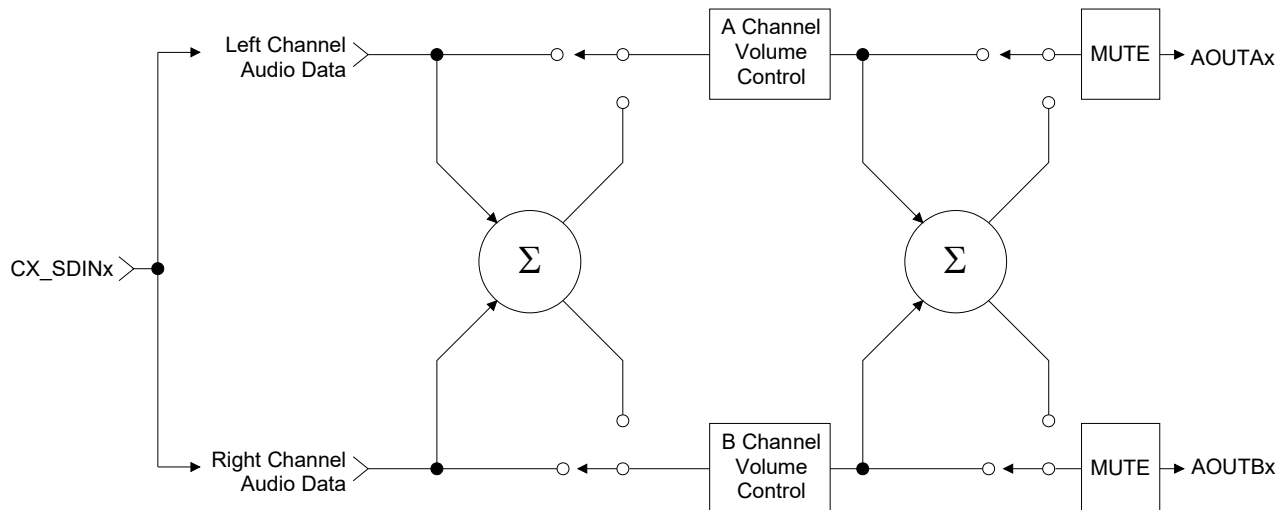 Left Channel
Audio Data
A Channel
Volume
Control
MUTE
AOUTAx
Σ
Σ
CX_SDINx
Right Channel
Audio Data
B Channel
Volume
Control
MUTE
AOUTBx